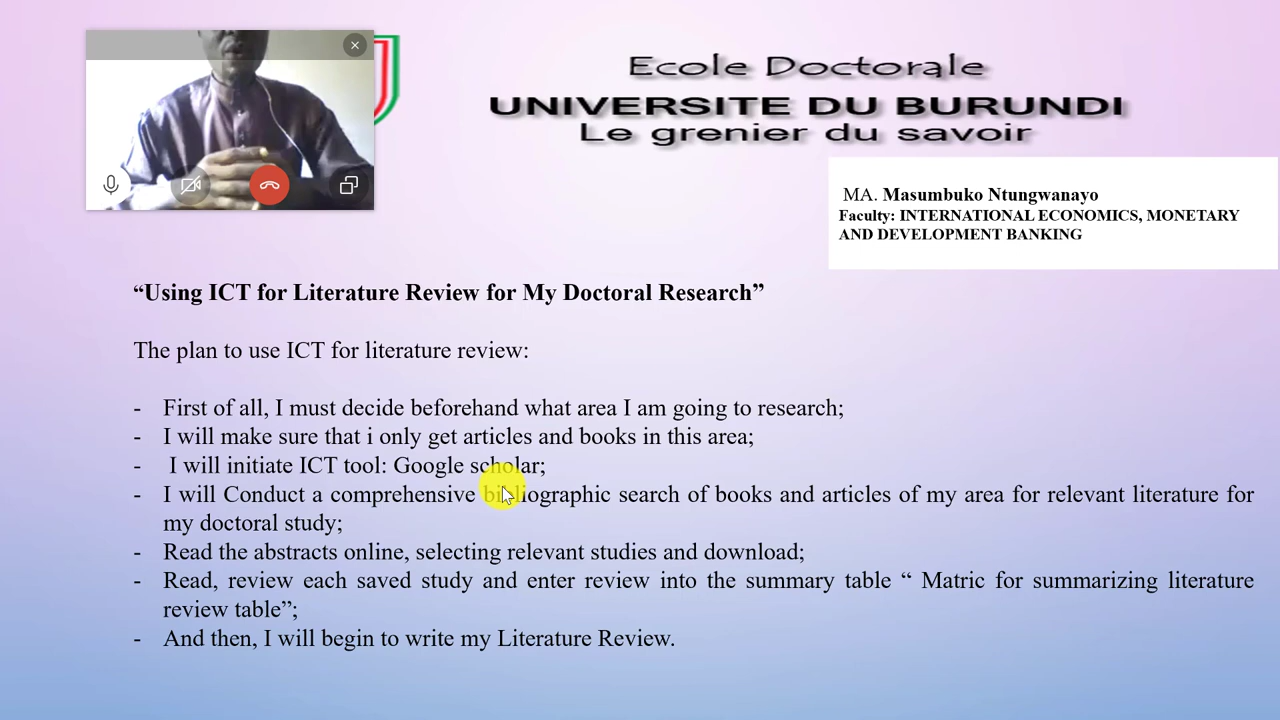 Ecole Doctorale
UNIVERSITE DU BURUNDI
Le grenier du savoir
MA. Masumbuko Ntungwanayo
Faculty: INTERNATIONAL ECONOMICS, MONETARY
AND DEVELOPMENT BANKING
“Using ICT for Literature Review for My Doctoral Research”
The plan to use ICT for literature review:
- First of all, I must decide beforehand what area I am going to research;
- I will make sure that i only get articles and books in this area;
- I will initiate ICT tool: Google scholar;
- I will Conduct a comprehensive bibliographic search of books and articles of my area for relevant literature for
my doctoral study;
- Read the abstracts online, selecting relevant studies and download;
- Read, review each saved study and enter review into the summary table “ Matric for summarizing literature
review table”;
- And then, I will begin to write my Literature Review.